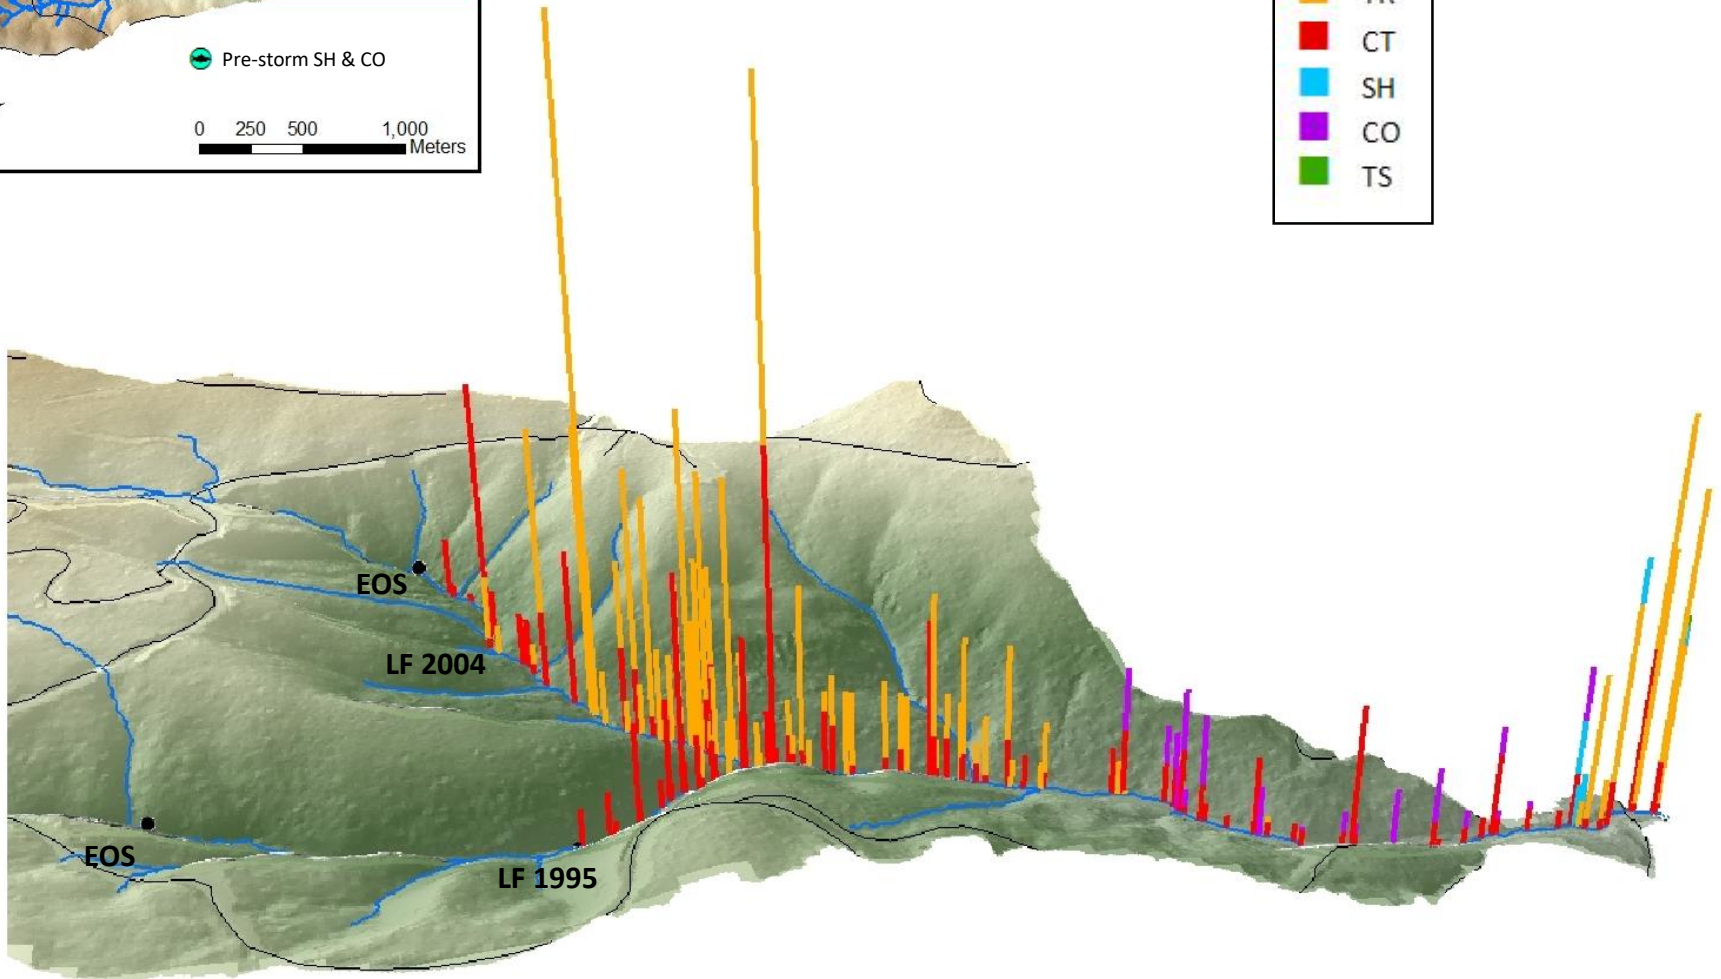 Pre-storm SH & CO
0 250 500 1,000
Meters
CT
SH
CO
TS
EOS
LF 2004
EOS
LF 1995